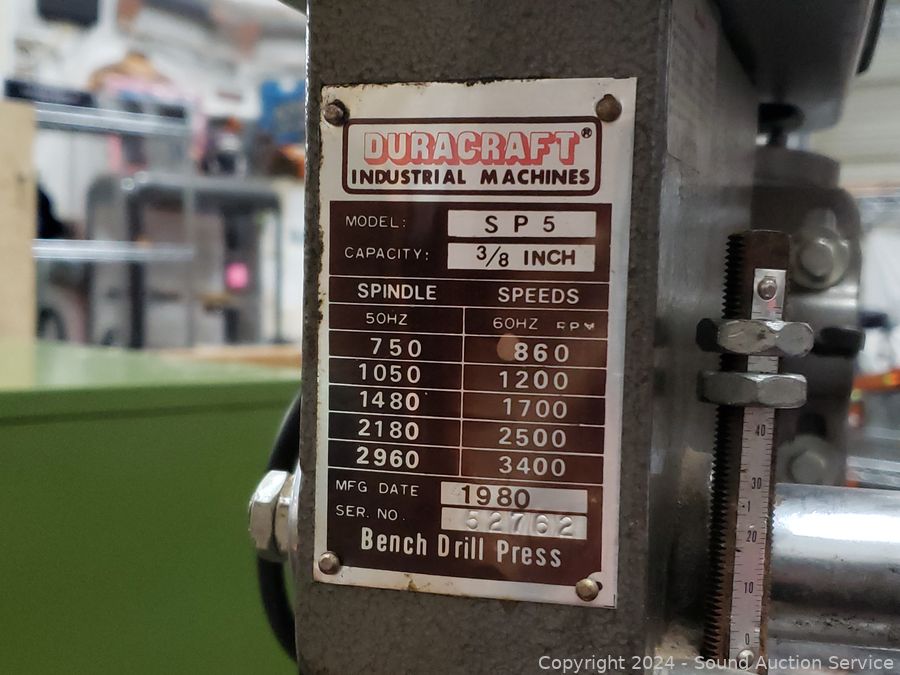 DURACRAFT®
INDUSTRIAL MACHINES
MODEL: SP5
CAPACITY: 3/8 INCH
SPINDLE SPEEDS
50HZ 60HZ RPM
750 860
1050 1200
1480 1700
2180 2500
2960 3400
MFG DATE 1980
SER. NO. 52762
Bench Drill Press
40
30
1
20
10
0
Copyright 2024 - Sound Auction Service